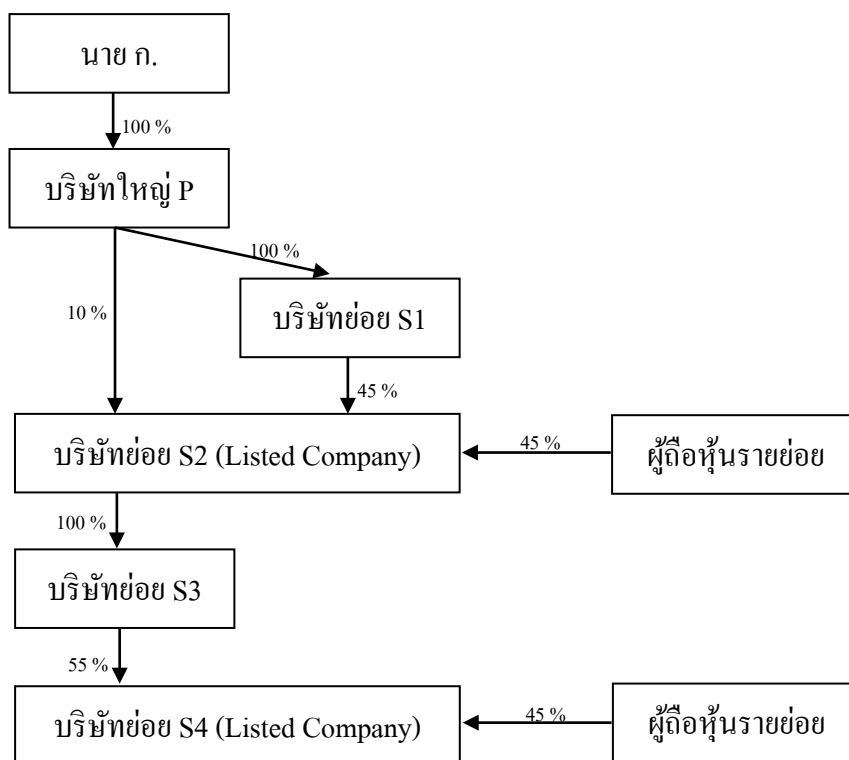 นาย ก.
100 %
บริษัทใหญ่ P
100 %
10 %
บริษัทย่อย S1
45 %
บริษัทย่อย S2 (Listed Company)
45 %
ผู้ถือหุ้นรายย่อย
100 %
บริษัทย่อย S3
55 %
บริษัทย่อย S4 (Listed Company)
45 %
ผู้ถือหุ้นรายย่อย